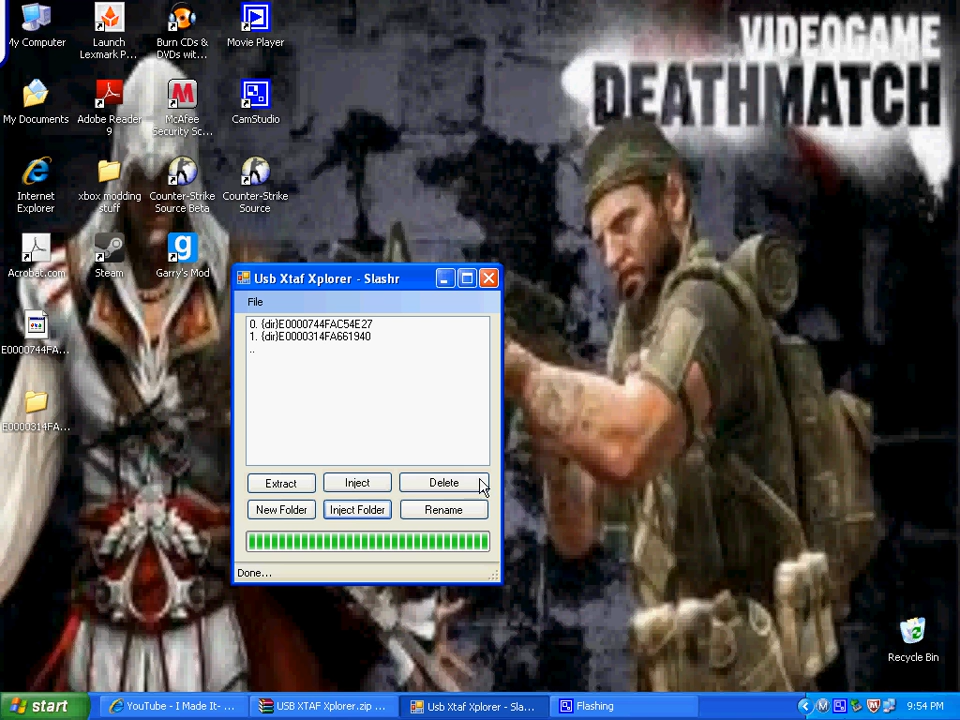 VIDEOGAME
DEATHMATCH
My Computer
Launch
Lexmark P...
Burn CDs &
DVDs wit...
Movie Player
My Documents
Adobe Reader
9
McAfee
Security Sc...
CamStudio
Internet
Explorer
xbox modding
stuff
Counter-Strike
Source Beta
Counter-Strike
Source
Acrobat.com
Steam
Garry's Mod
E0000744FA...
E0000314FA...
Usb Xtaf Xplorer - Slashr
File
0. {dir}E0000744FAC54E27
1. {dir}E0000314FA661940
..
Extract
Inject
Delete
New Folder
Inject Folder
Rename
Done...
Recycle Bin
start
YouTube - I Made It- ...
USB XTAF Xplorer.zip ...
Usb Xtaf Xplorer - Sla...
Flashing
9:54 PM